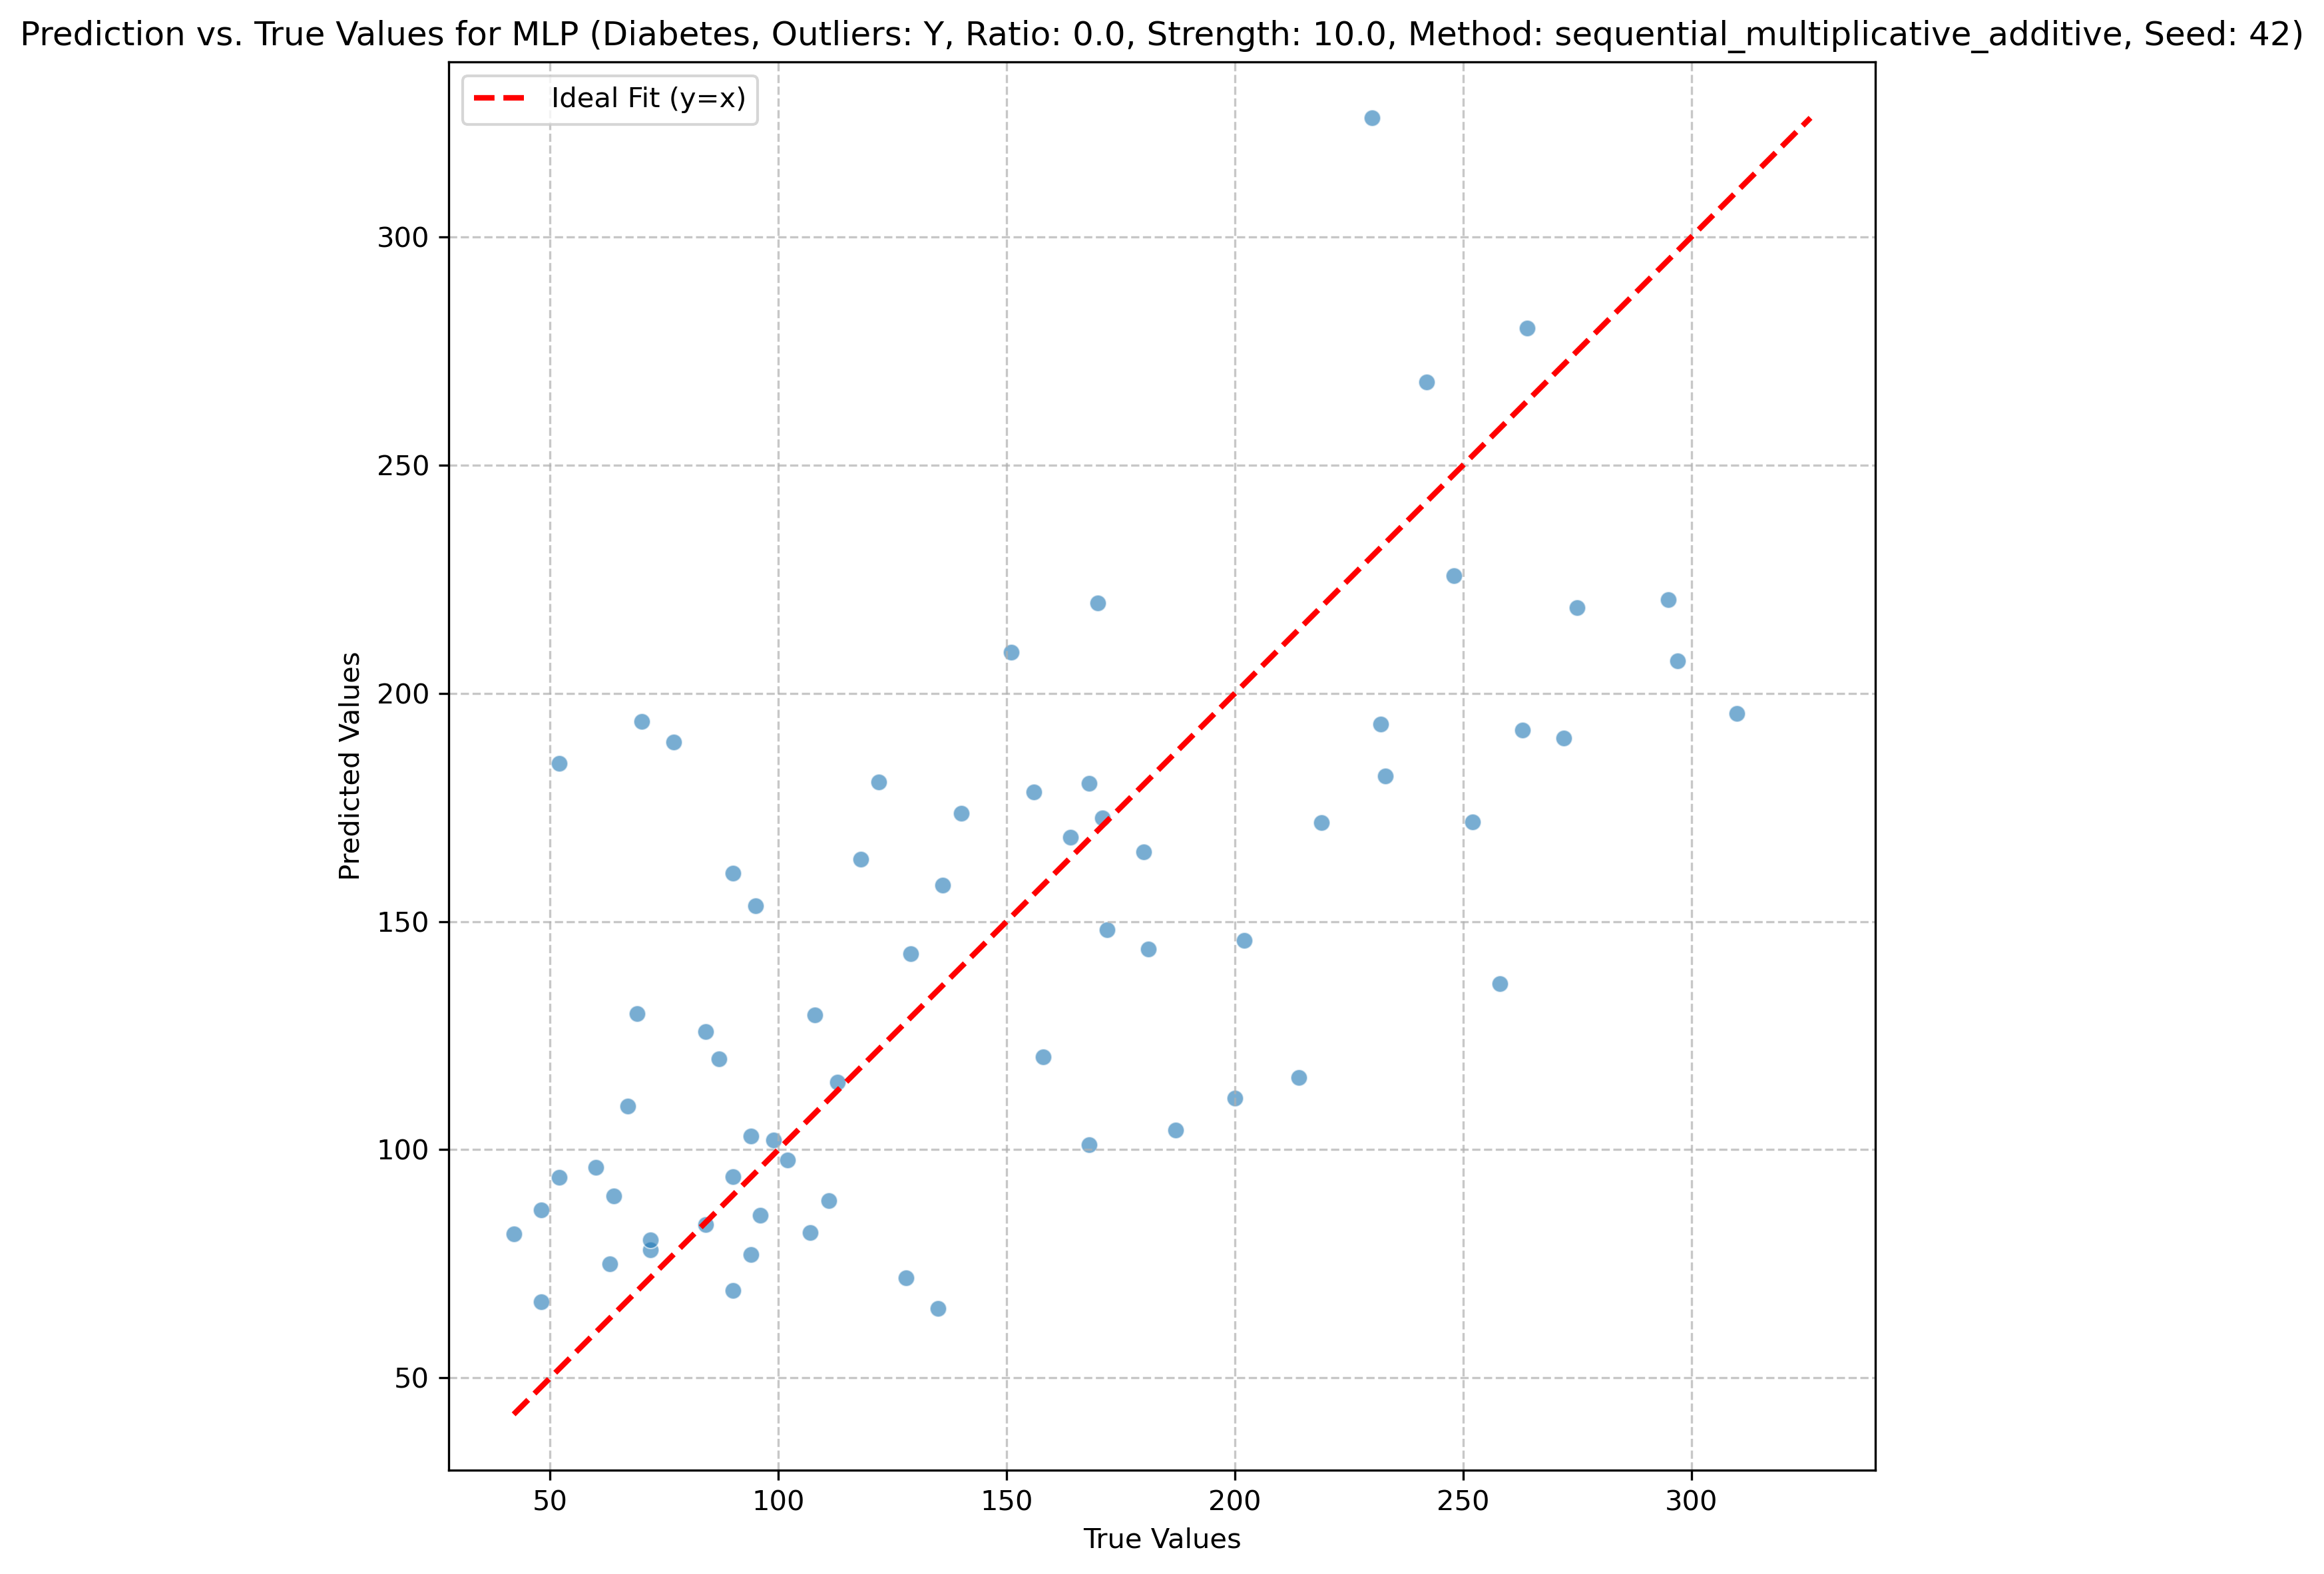 Prediction vs. True Values for MLP (Diabetes, Outliers: Y, Ratio: 0.0, Strength: 10.0, Method: sequential_multiplicative_additive, Seed: 42)
Ideal Fit (y=x)
300
250
200
150
100
50
Predicted Values
50 100 150 200 250 300
True Values